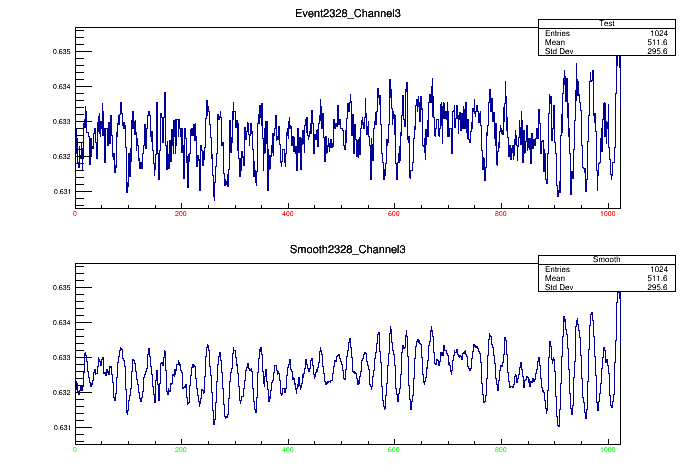 Event2328_Channel3
Test
Entries 1024
Mean 511.6
Std Dev 295.6
0.635
0.634
0.633
0.632
0.631
0 200 400 600 800 1000
Smooth2328_Channel3
Smooth
Entries 1024
Mean 511.6
Std Dev 295.6
0.635
0.634
0.633
0.632
0.631
0 200 400 600 800 1000